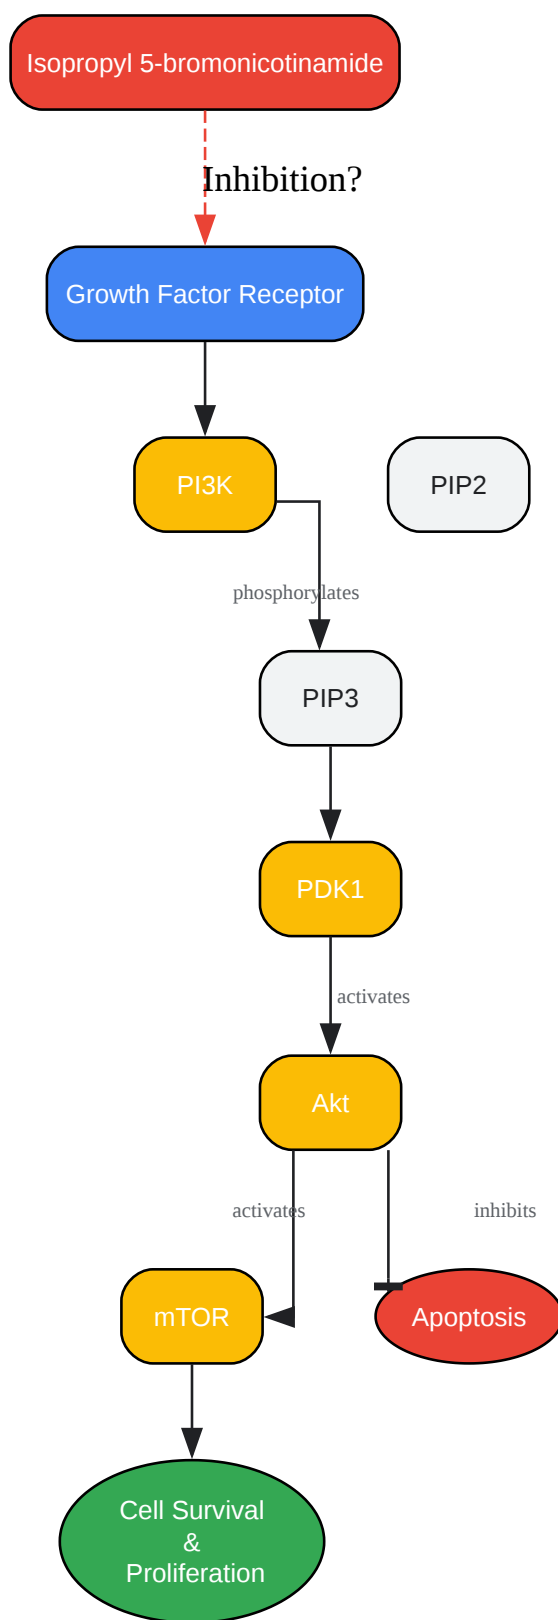 Isopropyl 5-bromonicotinamide
Inhibition?
Growth Factor Receptor
PI3K
PIP2
phosphorylates
PIP3
PDK1
activates
Akt
activates
inhibits
mTOR
Apoptosis
Cell Survival
&
Proliferation